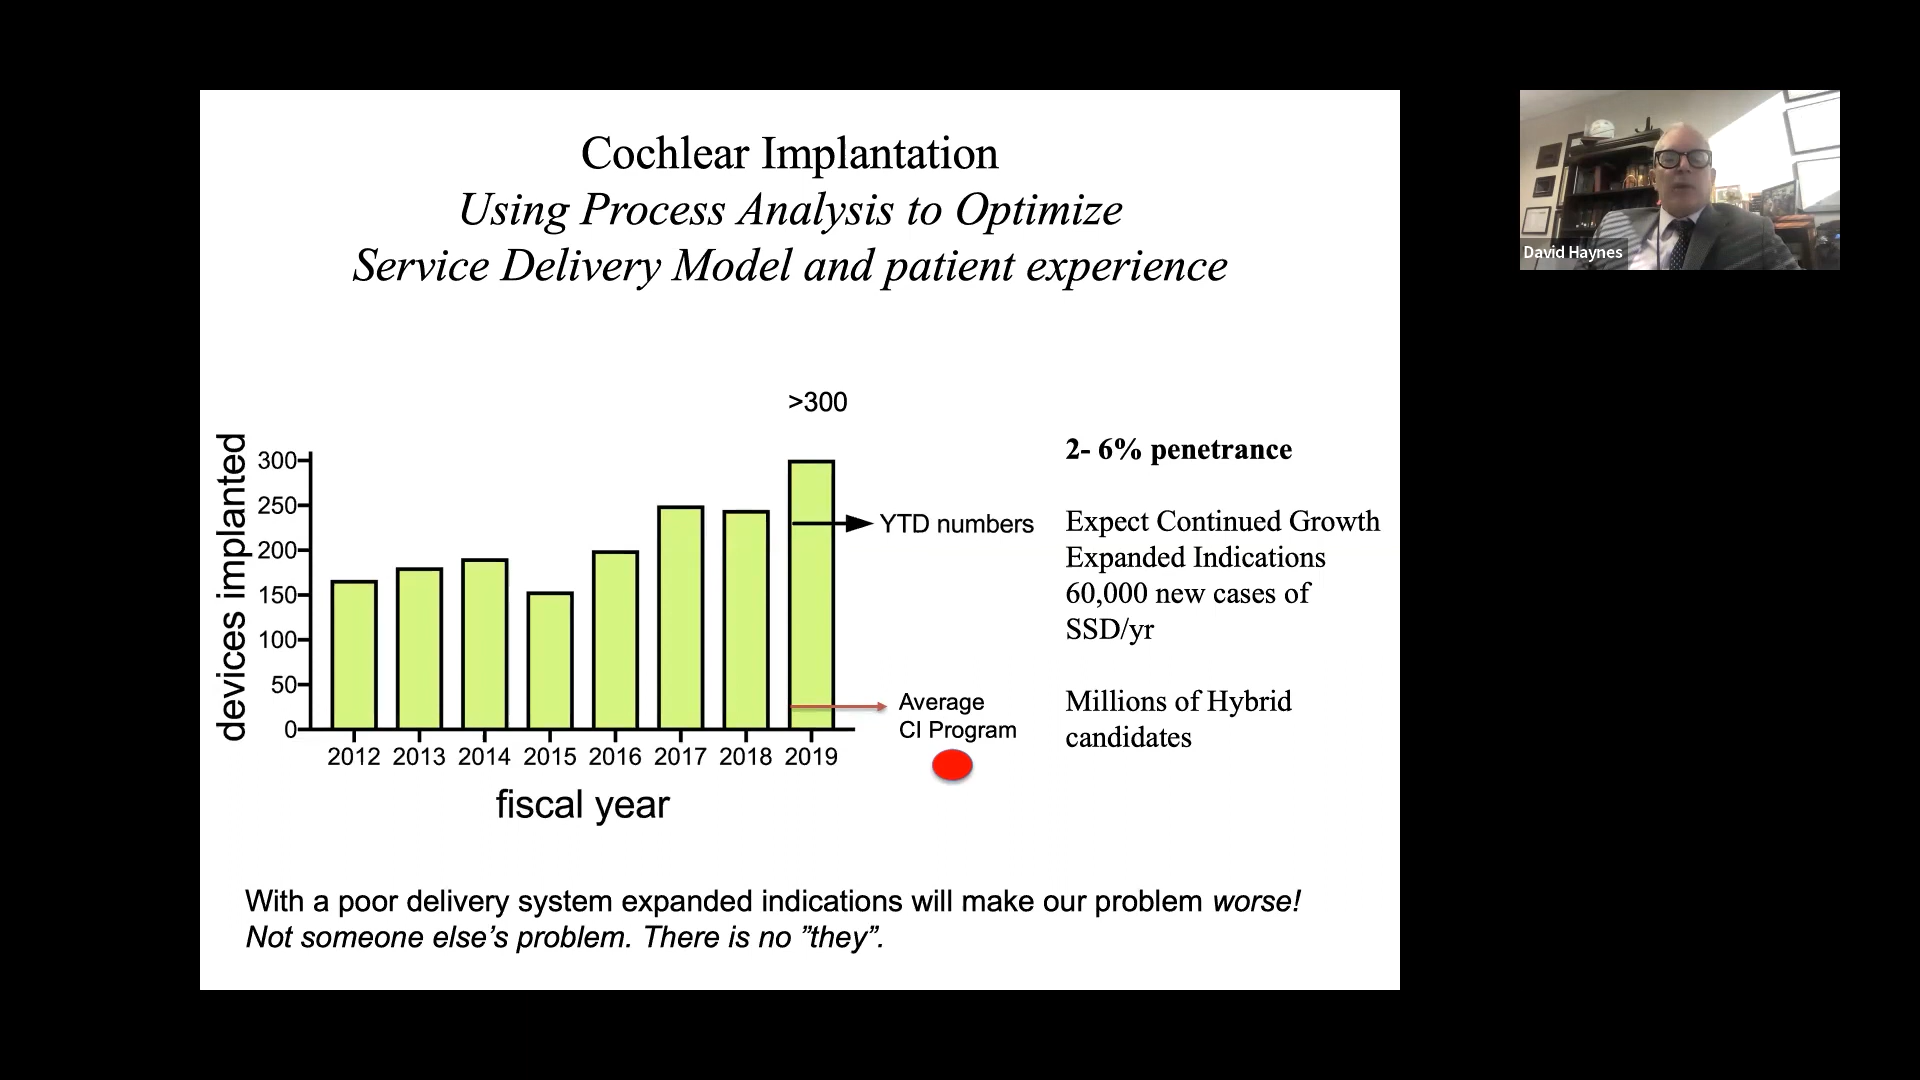 Cochlear Implantation
Using Process Analysis to Optimize
Service Delivery Model and patient experience
David Haynes
>300
devices implanted
300
250
200
150
100
50
0
YTD numbers
Average
CI Program
2012 2013 2014 2015 2016 2017 2018 2019
fiscal year
2- 6% penetrance
Expect Continued Growth
Expanded Indications
60,000 new cases of
SSD/yr
Millions of Hybrid
candidates
With a poor delivery system expanded indications will make our problem worse!
Not someone else’s problem. There is no ”they”.